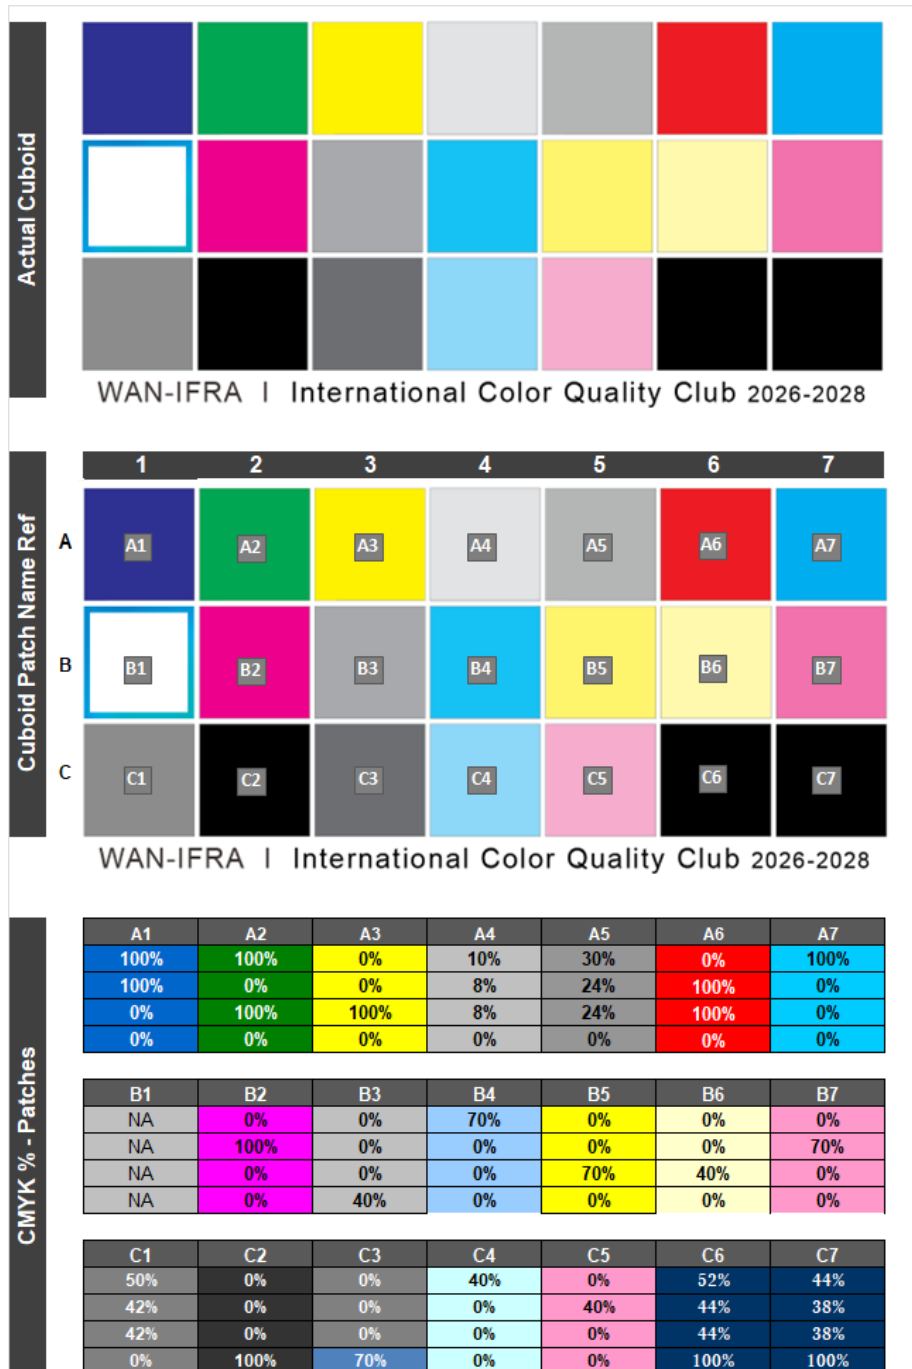 Actual Cuboid
WAN-IFRA I International Color Quality Club 2026-2028
Cuboid Patch Name Ref
1 2 3 4 5 6 7
A A1 A2 A3 A4 A5 A6 A7
B B1 B2 B3 B4 B5 B6 B7
C C1 C2 C3 C4 C5 C6 C7
WAN-IFRA I International Color Quality Club 2026-2028
CMYK % - Patches
A1 A2 A3 A4 A5 A6 A7
100% 100% 0% 10% 30% 0% 100%
100% 0% 0% 8% 24% 100% 0%
0% 100% 100% 8% 24% 100% 0%
0% 0% 0% 0% 0% 0% 0%
B1 B2 B3 B4 B5 B6 B7
NA 0% 0% 70% 0% 0% 0%
NA 100% 0% 0% 0% 0% 70%
NA 0% 0% 0% 70% 40% 0%
NA 0% 40% 0% 0% 0% 0%
C1 C2 C3 C4 C5 C6 C7
50% 0% 0% 40% 0% 52% 44%
42% 0% 0% 0% 40% 44% 38%
42% 0% 0% 0% 0% 44% 38%
0% 100% 70% 0% 0% 100% 100%